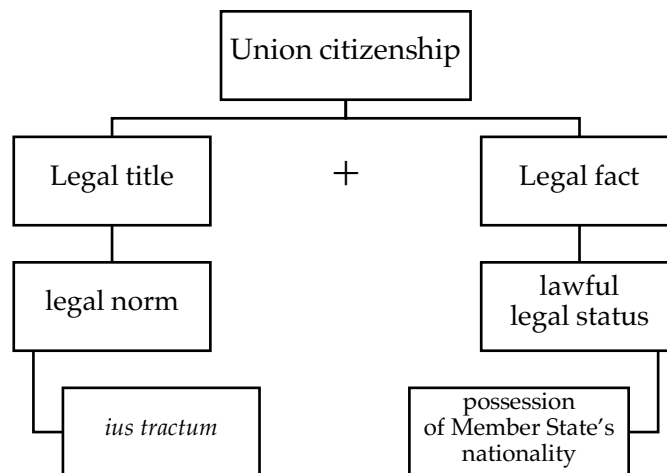 Union citizenship
Legal title
+
Legal fact
legal norm
lawful
legal status
ius tractum
possession
of Member State's
nationality